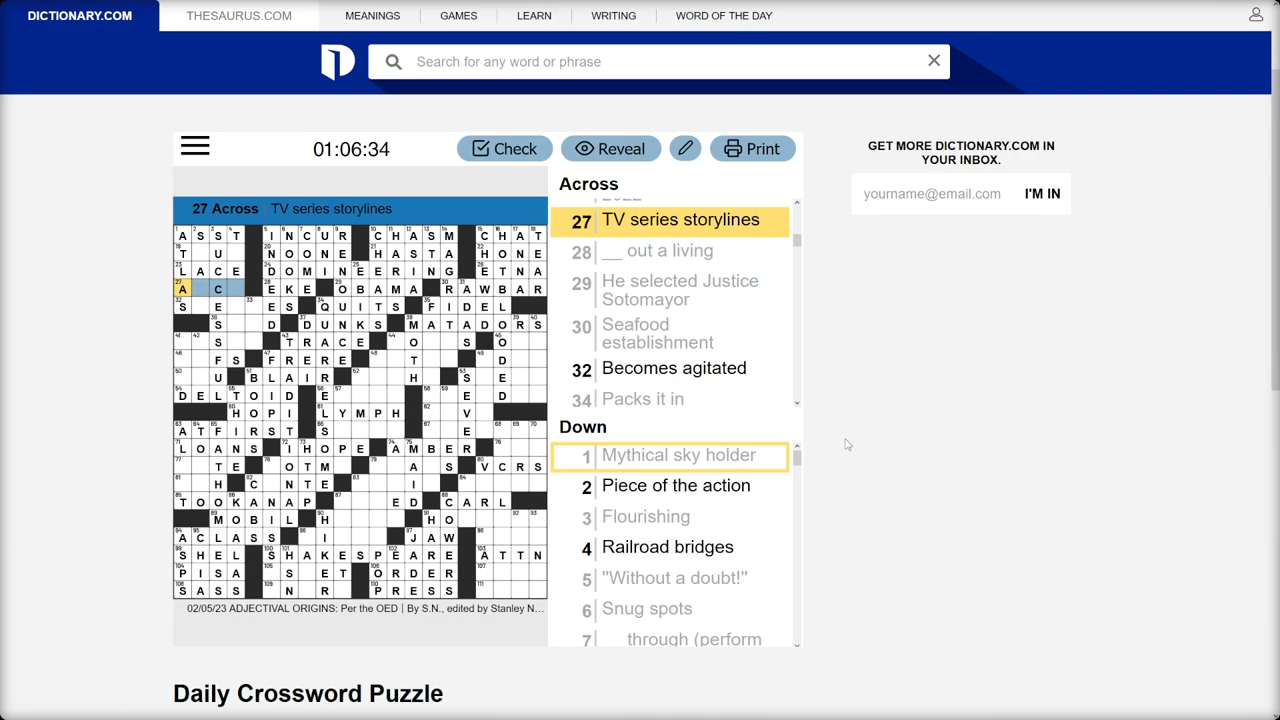 DICTIONARY.COM
THESAURUS.COM
MEANINGS
GAMES
LEARN
WRITING
WORD OF THE DAY
Search for any word or phrase
01:06:34
Check
Reveal
Print
GET MORE DICTIONARY.COM IN
YOUR INBOX.
yourname@email.com
I'M IN
27 Across TV series storylines
Across
27 TV series storylines
28 __ out a living
29 He selected Justice
Sotomayor
30 Seafood
establishment
32 Becomes agitated
34 Packs it in
Down
1 Mythical sky holder
2 Piece of the action
3 Flourishing
4 Railroad bridges
5 "Without a doubt!"
6 Snug spots
7 __ through (perform
A S S T I N C U R C H A S M C H A T
T U N O O N E H A S T A H O N E
L A C E D O M I N E E R I N G E T N A
A C E K E O B A M A R A W B A R
S E E S Q U I T S F I D E L
S D D U N K S M A T A D O R S
S T R A C E O S O
F S F R E R E T D
U B L A I R H S E
D E L T O I D E E D
H O P I L Y M P H V
A T F I R S T S E
L O A N S I H O P E A M B E R
T E O T M A S V C R S
H C N T E I
T O O K A N A P E D C A R L
M O B I L H H O
A C L A S S I J A W
S H E L S H A K E S P E A R E A T T N
P I S A S E T O R D E R
S A S S N R P R E S S
02/05/23 ADJECTIVAL ORIGINS: Per the OED | By S.N., edited by Stanley N...
Daily Crossword Puzzle